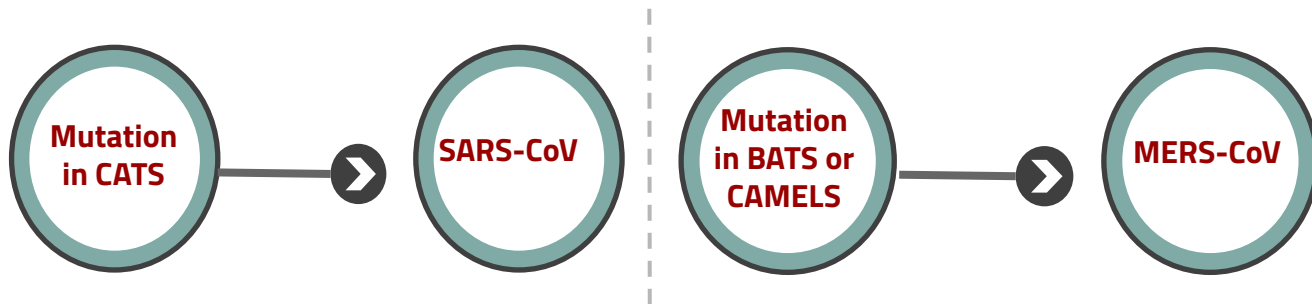 Mutation
in CATS
SARS-CoV
Mutation
in BATS or
CAMELS
MERS-CoV